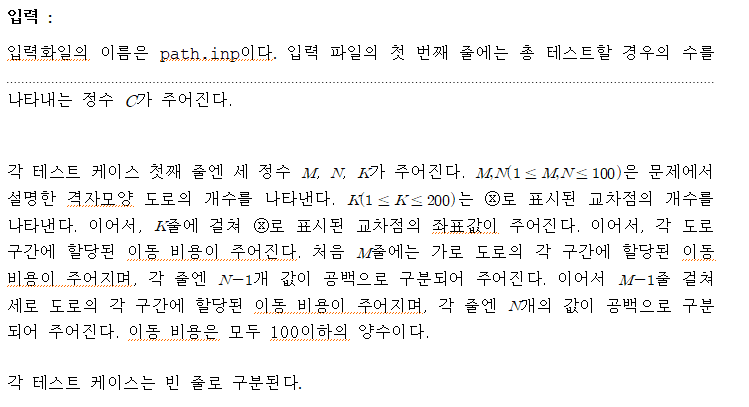 입력 :
입력화일의 이름은 path.inp이다. 입력 파일의 첫 번째 줄에는 총 테스트할 경우의 수를
나타내는 정수 C가 주어진다.
각 테스트 케이스 첫째 줄엔 세 정수 M, N, K가 주어진다. M,N(1≤M,N≤100)은 문제에서
설명한 격자모양 도로의 개수를 나타낸다. K(1≤K≤200)는 ⓧ로 표시된 교차점의 개수를
나타낸다. 이어서, K줄에 걸쳐 ⓧ로 표시된 교차점의 좌표값이 주어진다. 이어서, 각 도로
구간에 할당된 이동 비용이 주어진다. 처음 M줄에는 가로 도로의 각 구간에 할당된 이동
비용이 주어지며, 각 줄엔 N-1개 값이 공백으로 구분되어 주어진다. 이어서 M-1줄 걸쳐
세로 도로의 각 구간에 할당된 이동 비용이 주어지며, 각 줄엔 N개의 값이 공백으로 구분
되어 주어진다. 이동 비용은 모두 100이하의 양수이다.
각 테스트 케이스는 빈 줄로 구분된다.